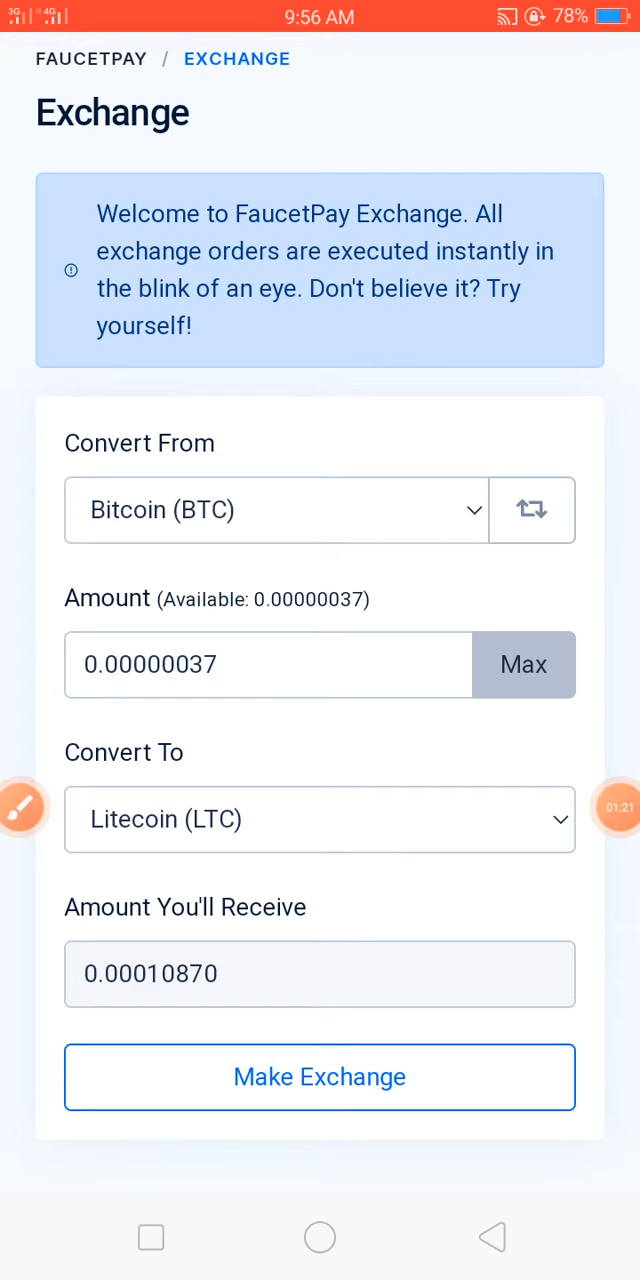 3G 4G 9:56 AM 78%
FAUCETPAY / EXCHANGE
Exchange
Welcome to FaucetPay Exchange. All
exchange orders are executed instantly in
the blink of an eye. Don't believe it? Try
yourself!
Convert From
Bitcoin (BTC)
Amount (Available: 0.00000037)
0.00000037 Max
Convert To
Litecoin (LTC)
01:21
Amount You'll Receive
0.00010870
Make Exchange